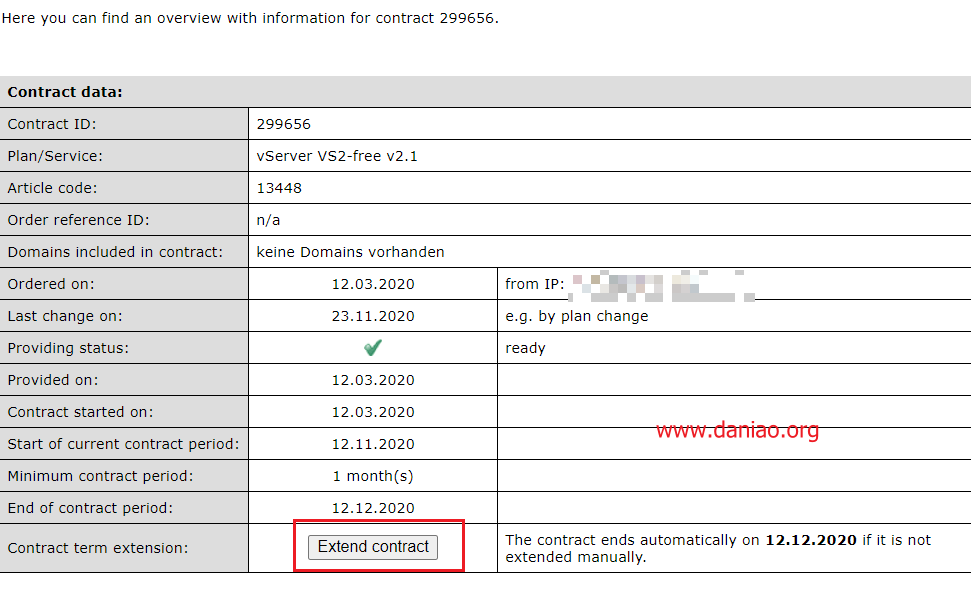 Here you can find an overview with information for contract 299656.
Contract data:
Contract ID: 299656
Plan/Service: vServer VS2-free v2.1
Article code: 13448
Order reference ID: n/a
Domains included in contract: keine Domains vorhanden
Ordered on: 12.03.2020 from IP:
Last change on: 23.11.2020 e.g. by plan change
Providing status: ready
Provided on: 12.03.2020
Contract started on: 12.03.2020
www.daniao.org
Start of current contract period: 12.11.2020
Minimum contract period: 1 month(s)
End of contract period: 12.12.2020
Contract term extension: Extend contract The contract ends automatically on 12.12.2020 if it is not
extended manually.